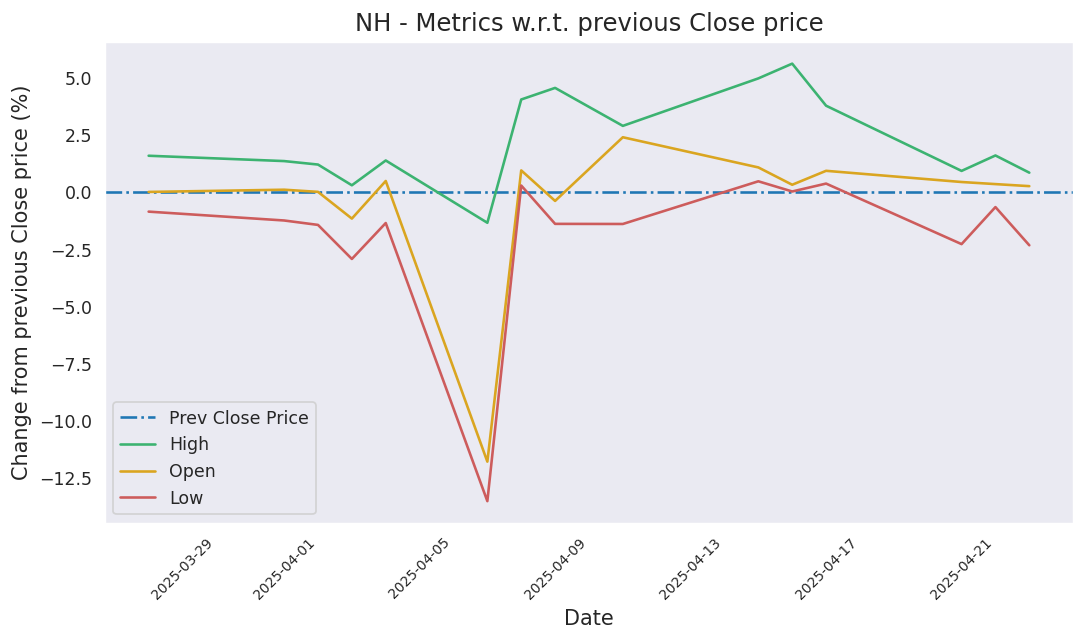 NH - Metrics w.r.t. previous Close price
Change from previous Close price (%)
5.0
2.5
0.0
−2.5
−5.0
−7.5
−10.0
−12.5
Prev Close Price
High
Open
Low
2025-03-29
2025-04-01
2025-04-05
2025-04-09
2025-04-13
2025-04-17
2025-04-21
Date